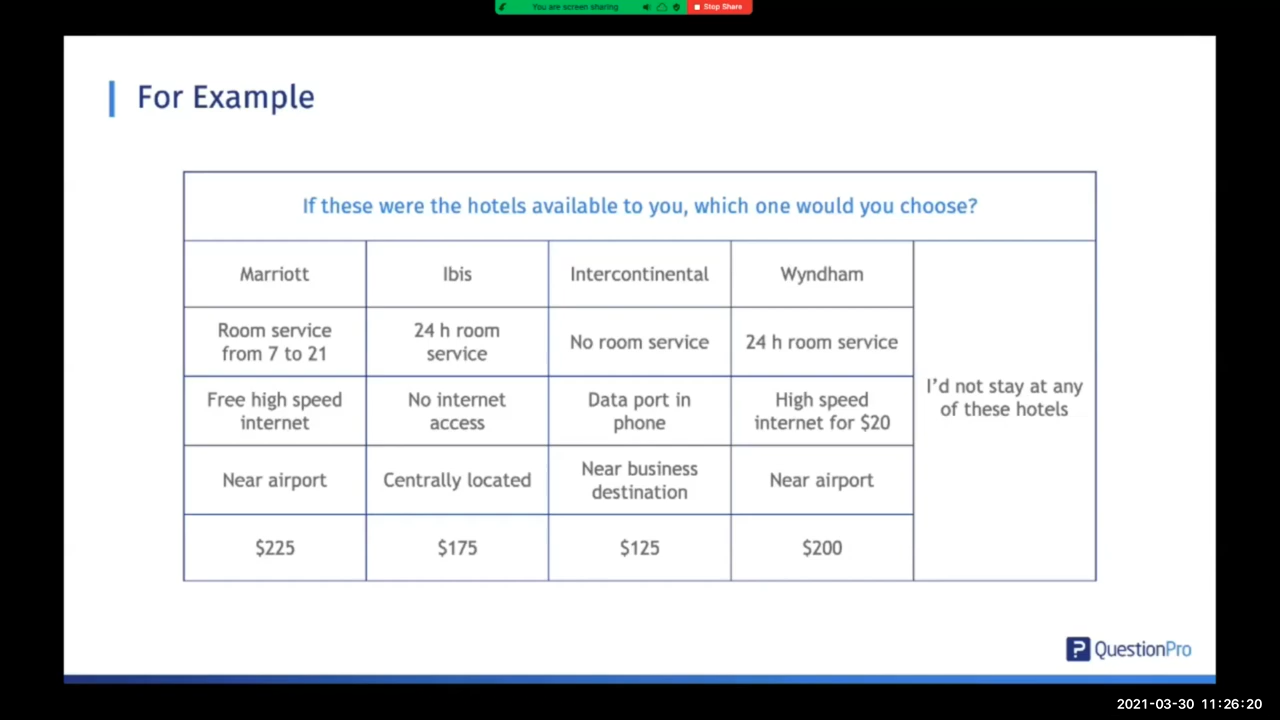 You are screen sharing
Stop Share
For Example
If these were the hotels available to you, which one would you choose?
Marriott
Ibis
Intercontinental
Wyndham
Room service
from 7 to 21
24 h room
service
No room service
24 h room service
Free high speed
internet
No internet
access
Data port in
phone
High speed
internet for $20
I'd not stay at any
of these hotels
Near airport
Centrally located
Near business
destination
Near airport
$225
$175
$125
$200
QuestionPro
2021-03-30 11:26:20